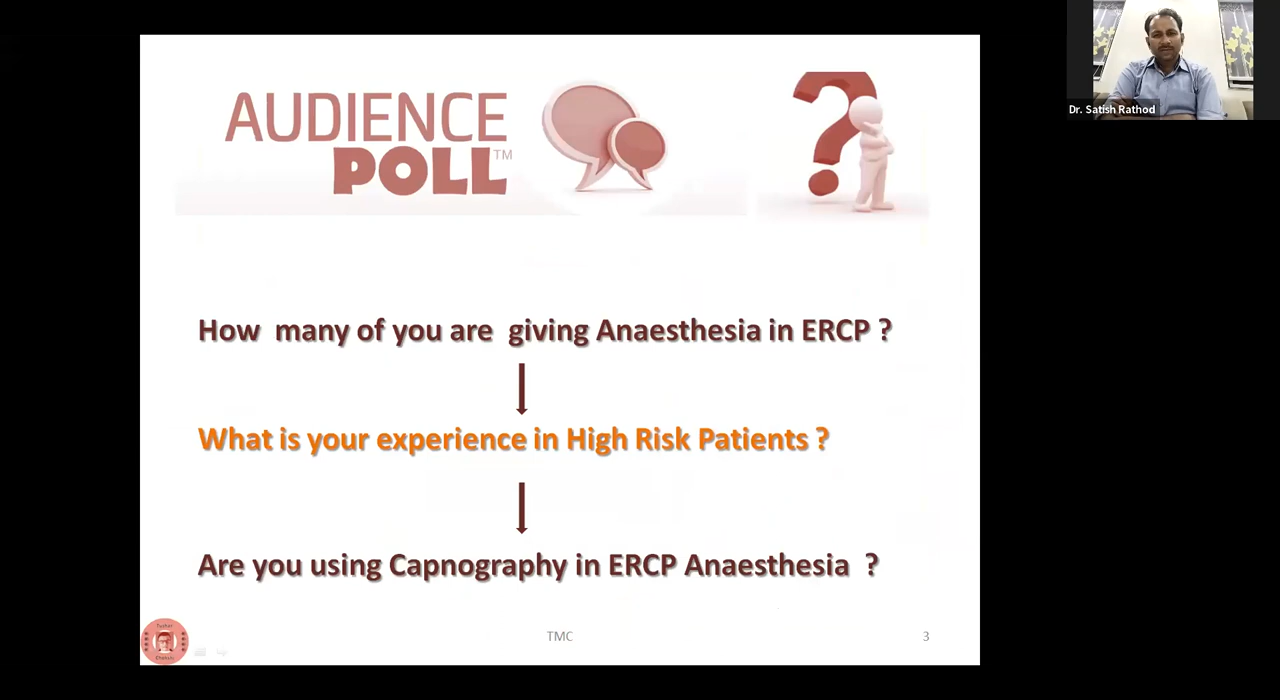 AUDIENCE
POLL™
How many of you are giving Anaesthesia in ERCP ?
What is your experience in High Risk Patients ?
Are you using Capnography in ERCP Anaesthesia ?
TMC
3
Dr. Satish Rathod